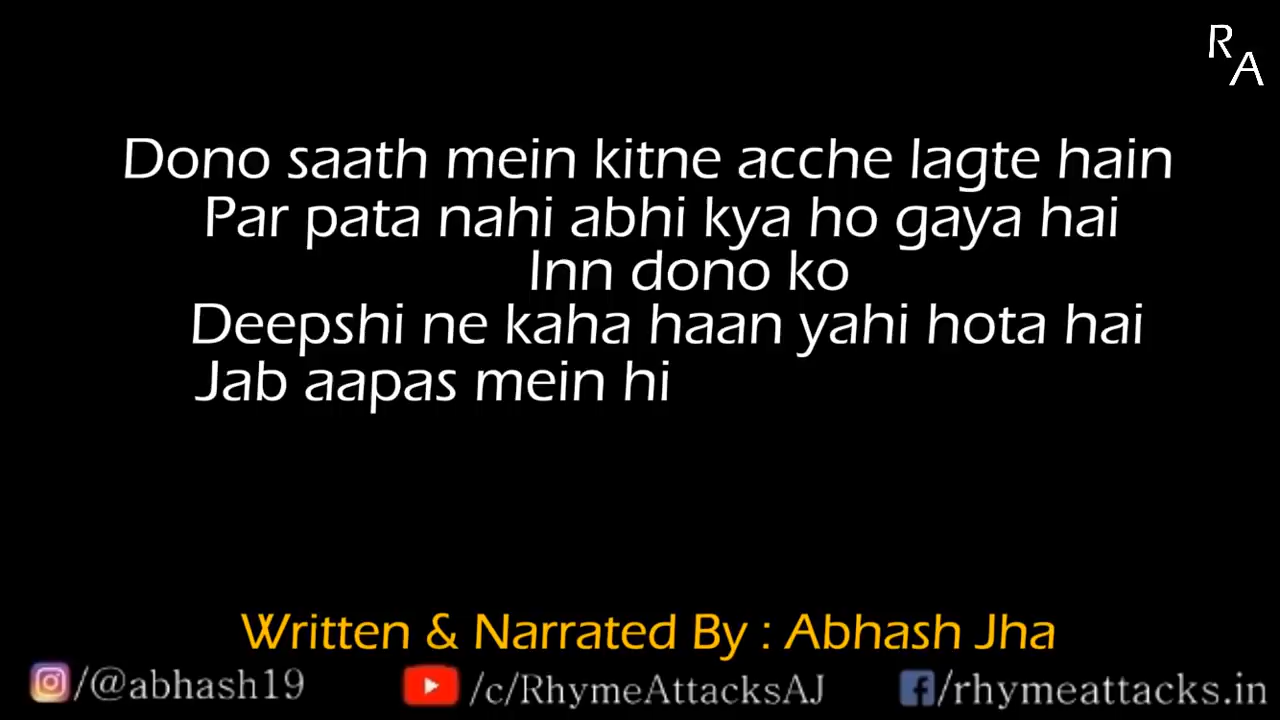 R
A
Dono saath mein kitne acche lagte hain
Par pata nahi abhi kya ho gaya hai
Inn dono ko
Deepshi ne kaha haan yahi hota hai
Jab aapas mein hi
Written & Narrated By : Abhash Jha
/@abhash19 /c/RhymeAttacksAJ /rhymeattacks.in